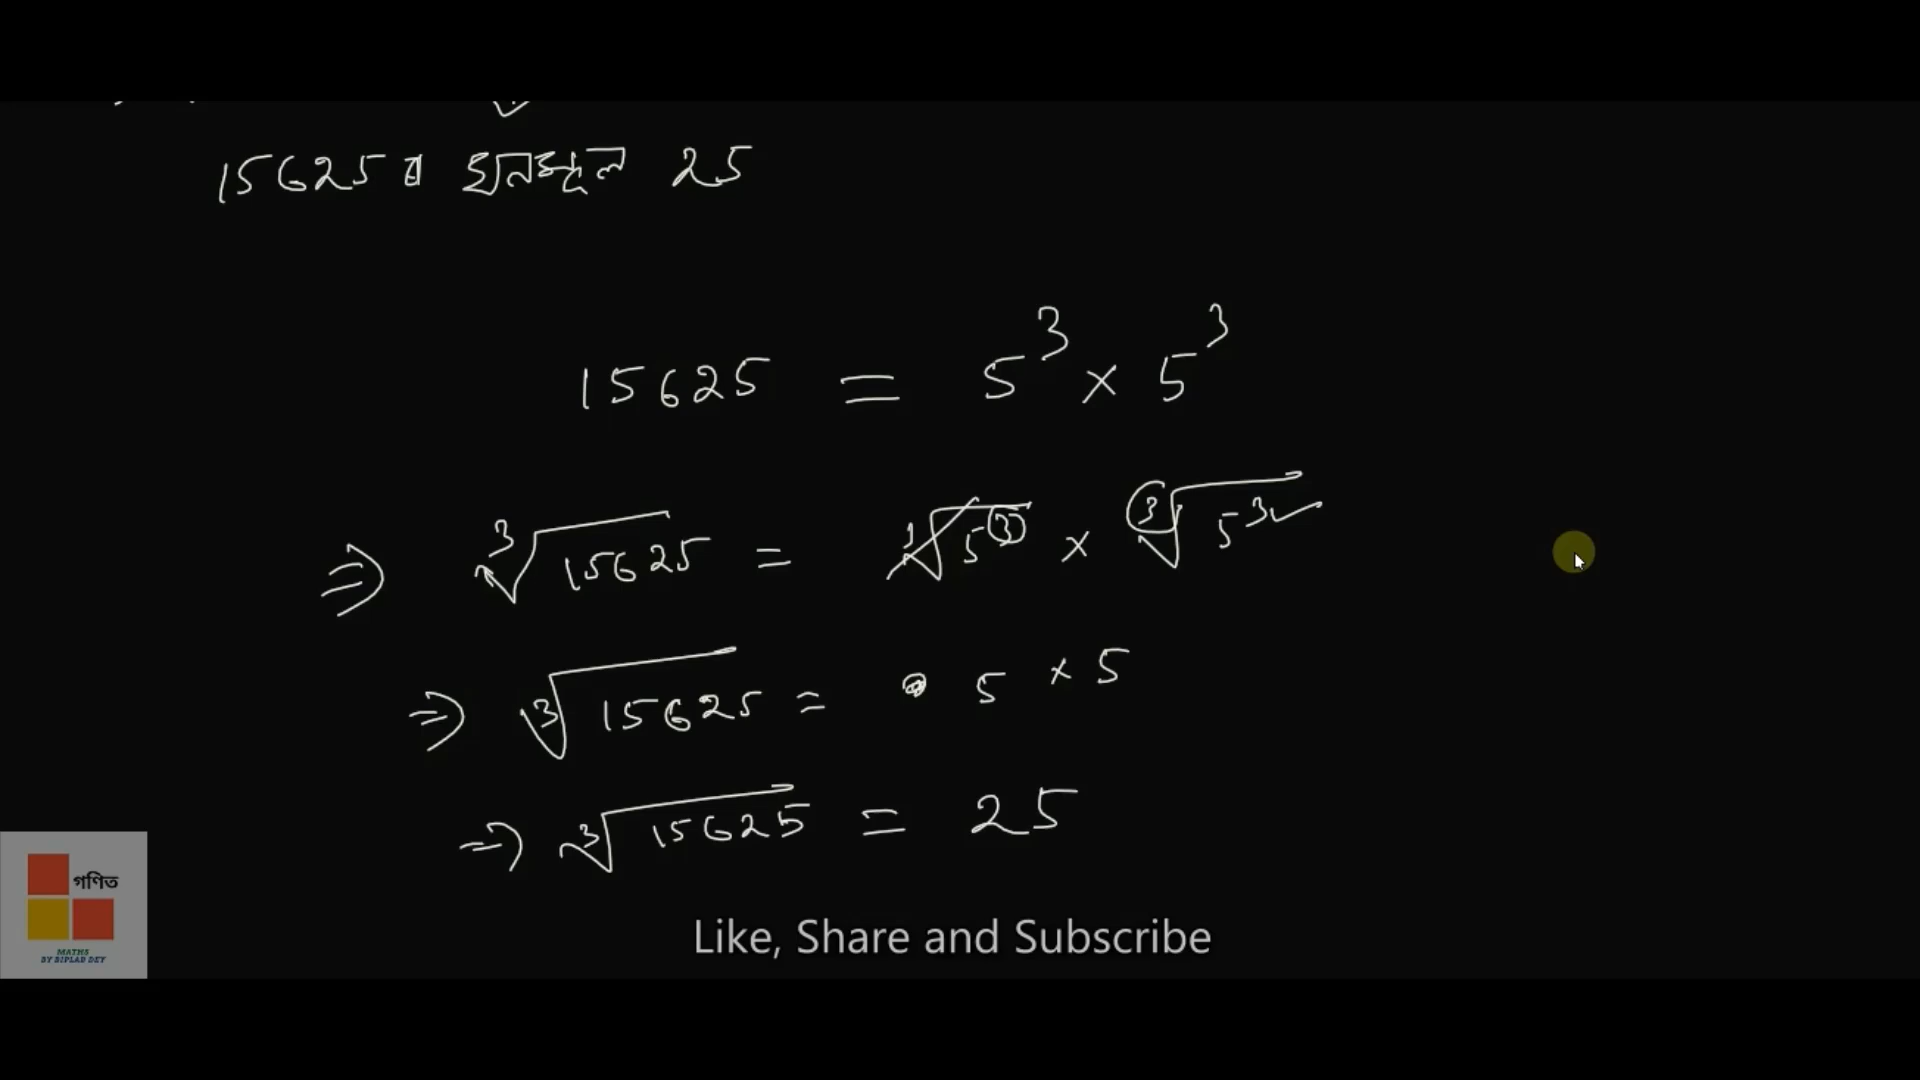 15625 র ঘনমূল 25
15625 = 5³ × 5³
⇒ ∛15625 = ∛5³ × ∛5³
⇒ ∛15625 = 5 × 5
⇒ ∛15625 = 25
গণিত
MATHS
BY BIPLAB DEY
Like, Share and Subscribe